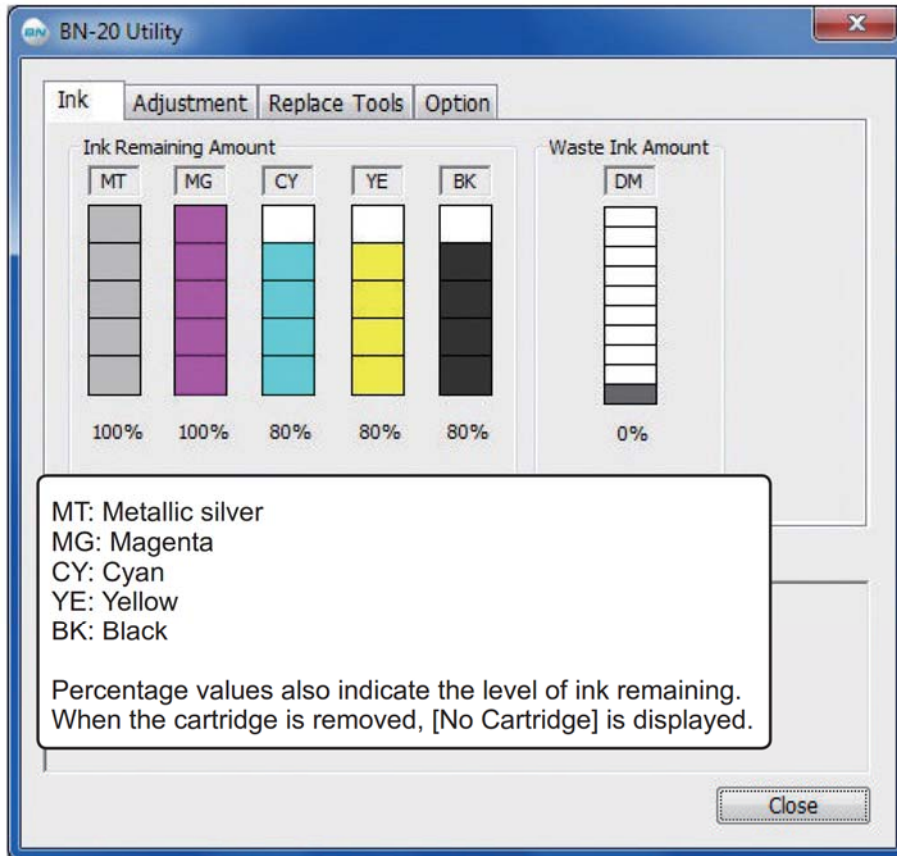 BN BN-20 Utility
X
Ink Adjustment Replace Tools Option
Ink Remaining Amount Waste Ink Amount
MT MG CY YE BK DM
100% 100% 80% 80% 80% 0%
MT: Metallic silver
MG: Magenta
CY: Cyan
YE: Yellow
BK: Black
Percentage values also indicate the level of ink remaining.
When the cartridge is removed, [No Cartridge] is displayed.
Close